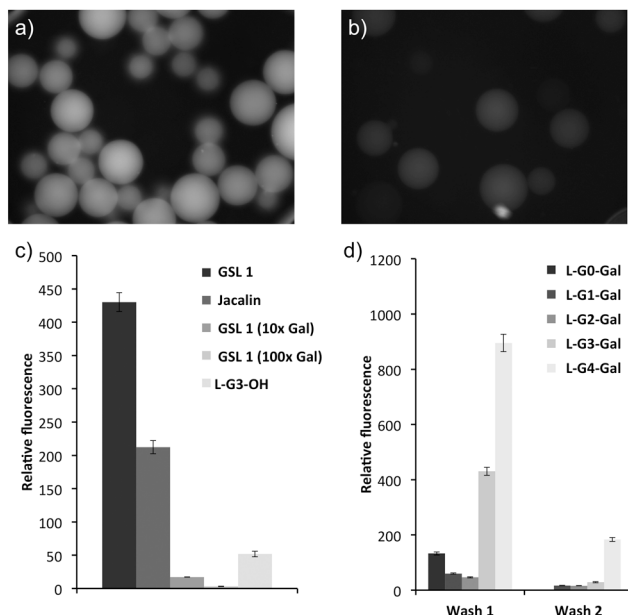 a)
b)
c)
500
450
400
350
300
250
200
150
100
50
0
Relative fluorescence
GSL 1
Jacalin
GSL 1 (10x Gal)
GSL 1 (100x Gal)
L-G3-OH
d)
1200
1000
800
600
400
200
0
Relative fluorescence
L-G0-Gal
L-G1-Gal
L-G2-Gal
L-G3-Gal
L-G4-Gal
Wash 1 Wash 2